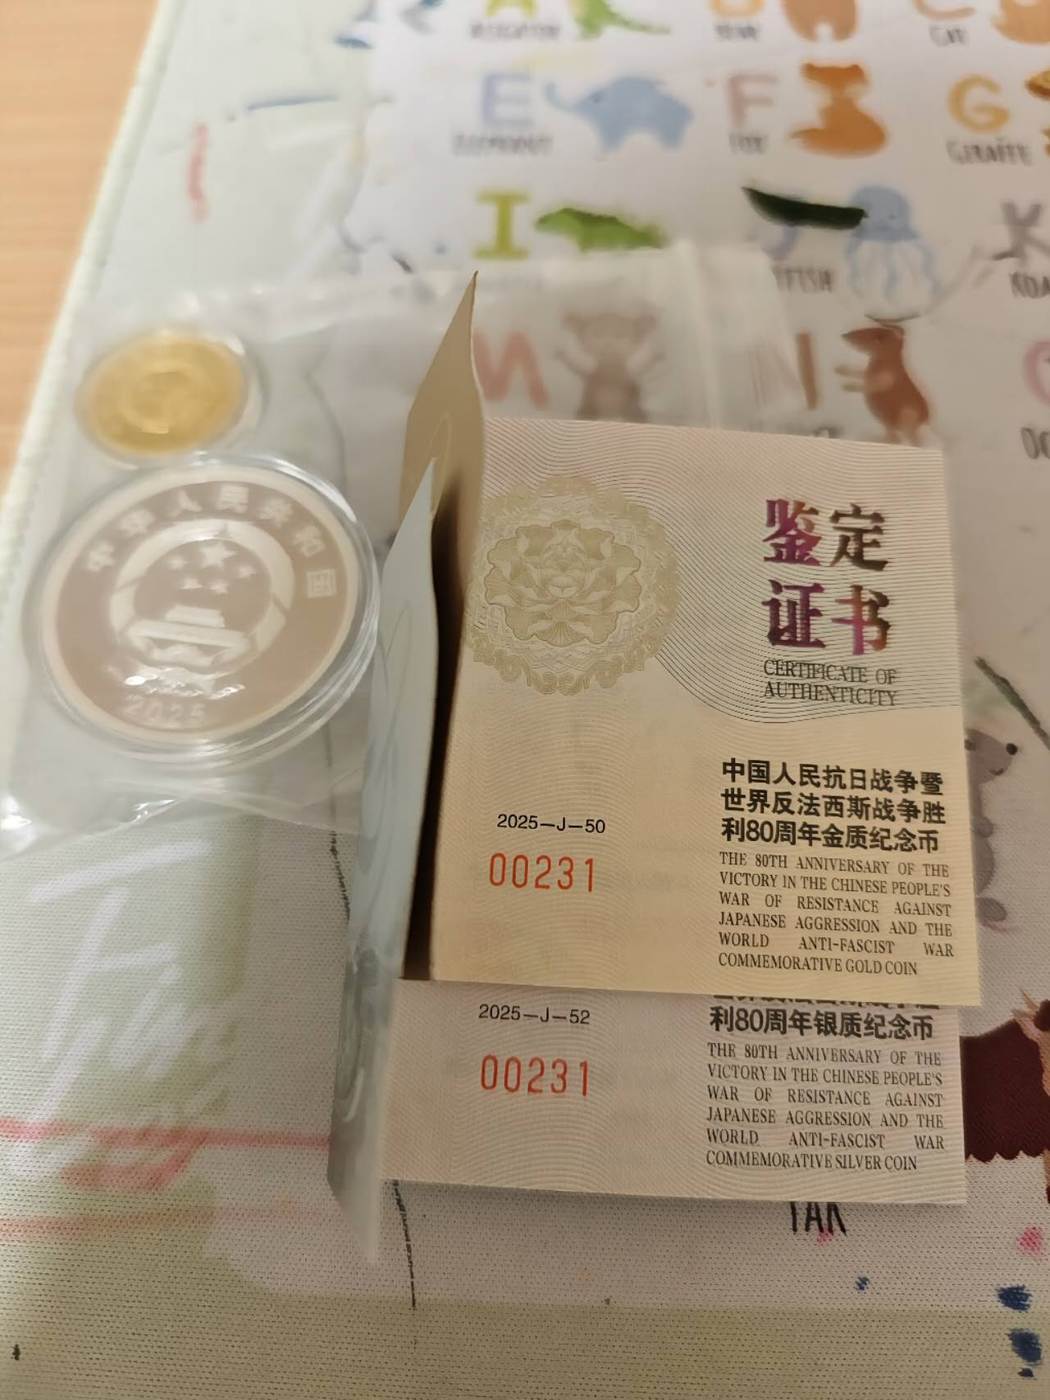 E
ELEPHANT
F
FOX
G
GIRAFFE
I
K
M
中华人民共和国
2025
鉴定
证书
CERTIFICATE OF
AUTHENTICITY
中国人民抗日战争暨
世界反法西斯战争胜
利80周年金质纪念币
THE 80TH ANNIVERSARY OF THE
VICTORY IN THE CHINESE PEOPLE'S
WAR OF RESISTANCE AGAINST
JAPANESE AGGRESSION AND THE
WORLD ANTI-FASCIST WAR
COMMEMORATIVE GOLD COIN
2025—J—50
00231
利80周年银质纪念币
THE 80TH ANNIVERSARY OF THE
VICTORY IN THE CHINESE PEOPLE'S
WAR OF RESISTANCE AGAINST
JAPANESE AGGRESSION AND THE
WORLD ANTI-FASCIST WAR
COMMEMORATIVE SILVER COIN
2025—J—52
00231
YAK